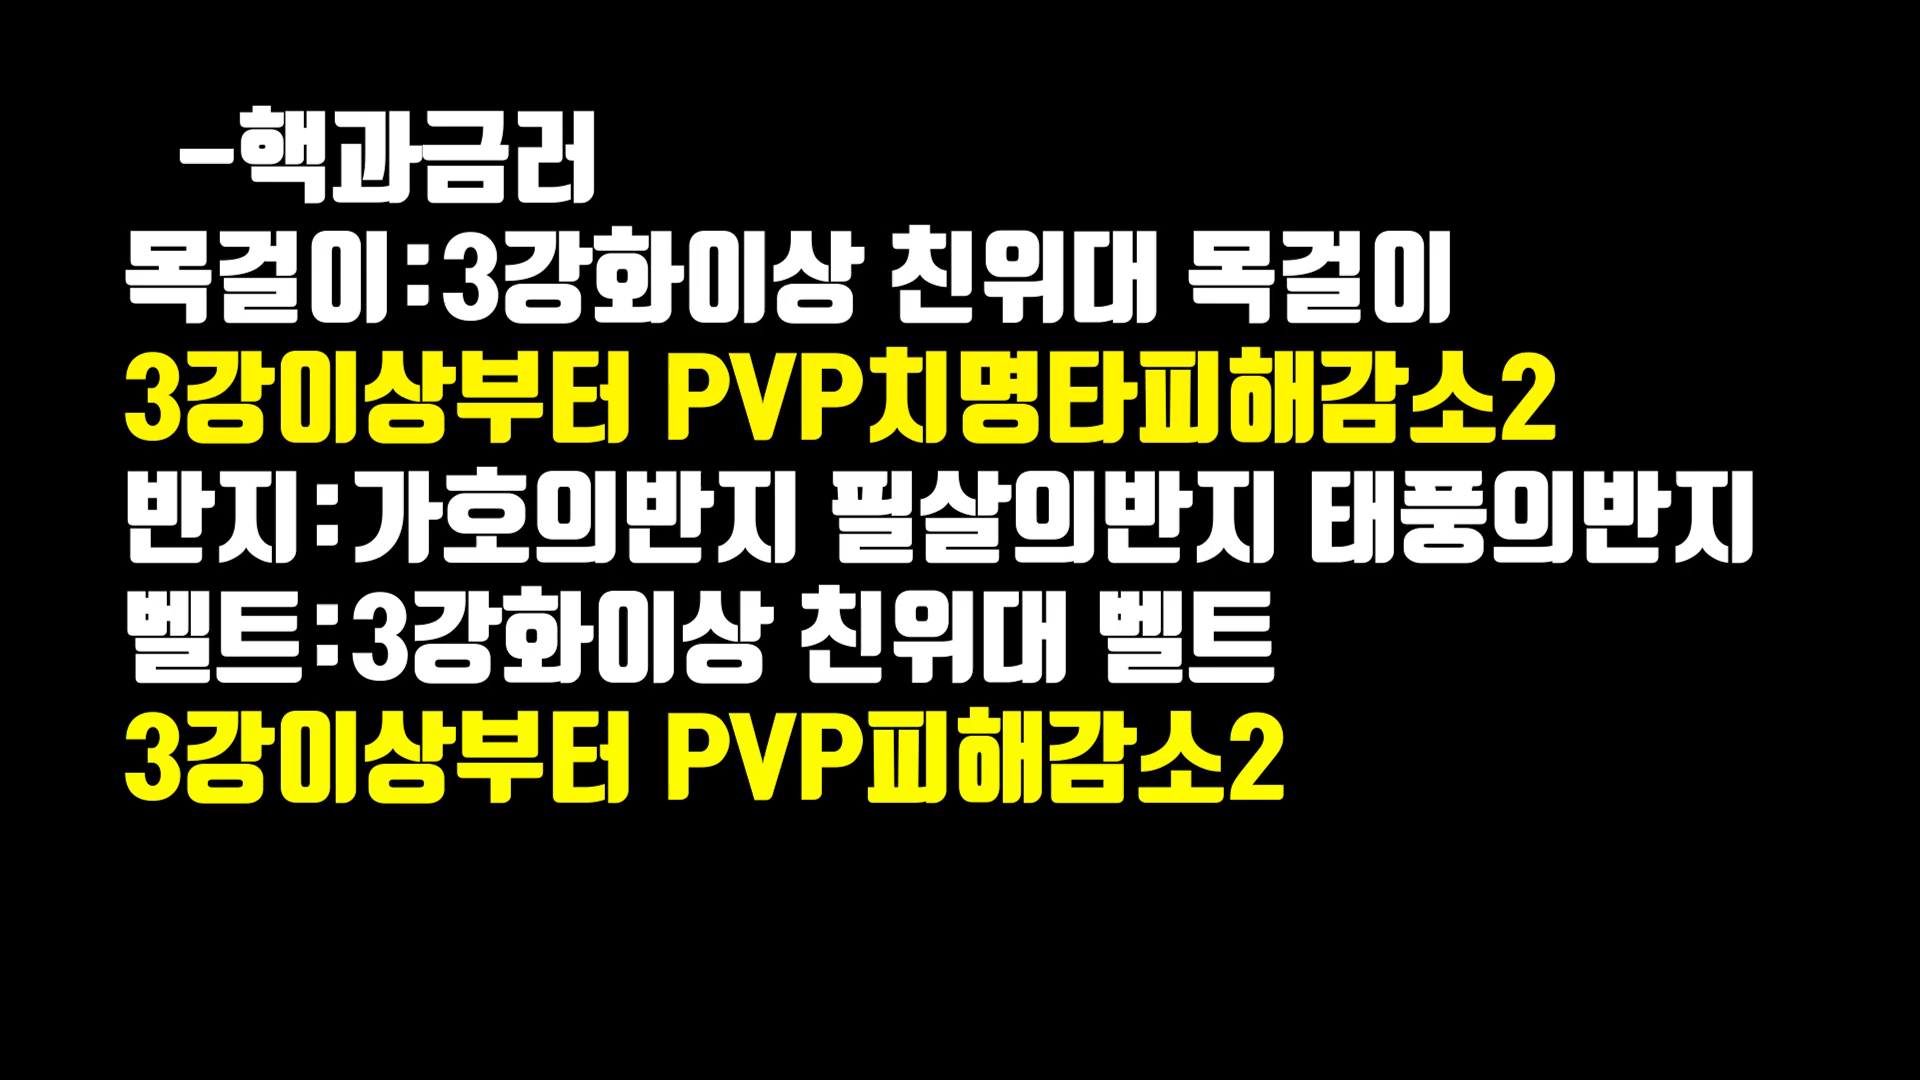 -핵과금러
목걸이:3강화이상 친위대 목걸이
3강이상부터 PVP치명타피해감소2
반지:가호의반지 필살의반지 태풍의반지
벨트:3강화이상 친위대 벨트
3강이상부터 PVP피해감소2